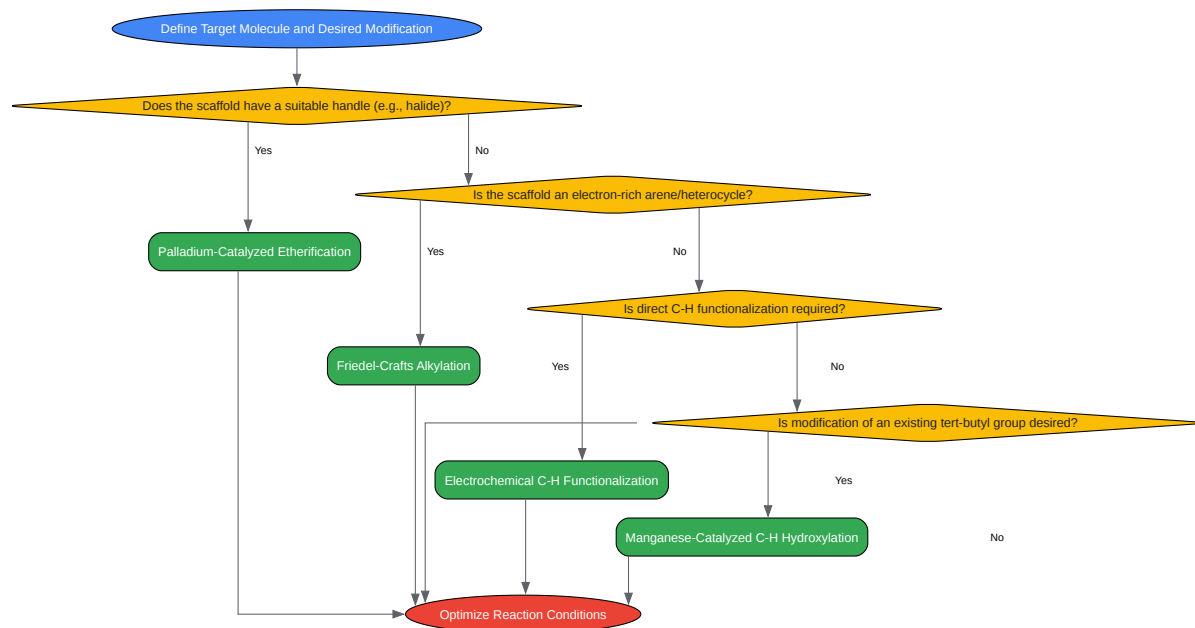 Define Target Molecule and Desired Modification
Does the scaffold have a suitable handle (e.g., halide)?
Yes
No
Is the scaffold an electron-rich arene/heterocycle?
Palladium-Catalyzed Etherification
Yes
No
Is direct C-H functionalization required?
Friedel-Crafts Alkylation
Yes
No
Is modification of an existing tert-butyl group desired?
Electrochemical C-H Functionalization
Yes
Manganese-Catalyzed C-H Hydroxylation
No
Optimize Reaction Conditions